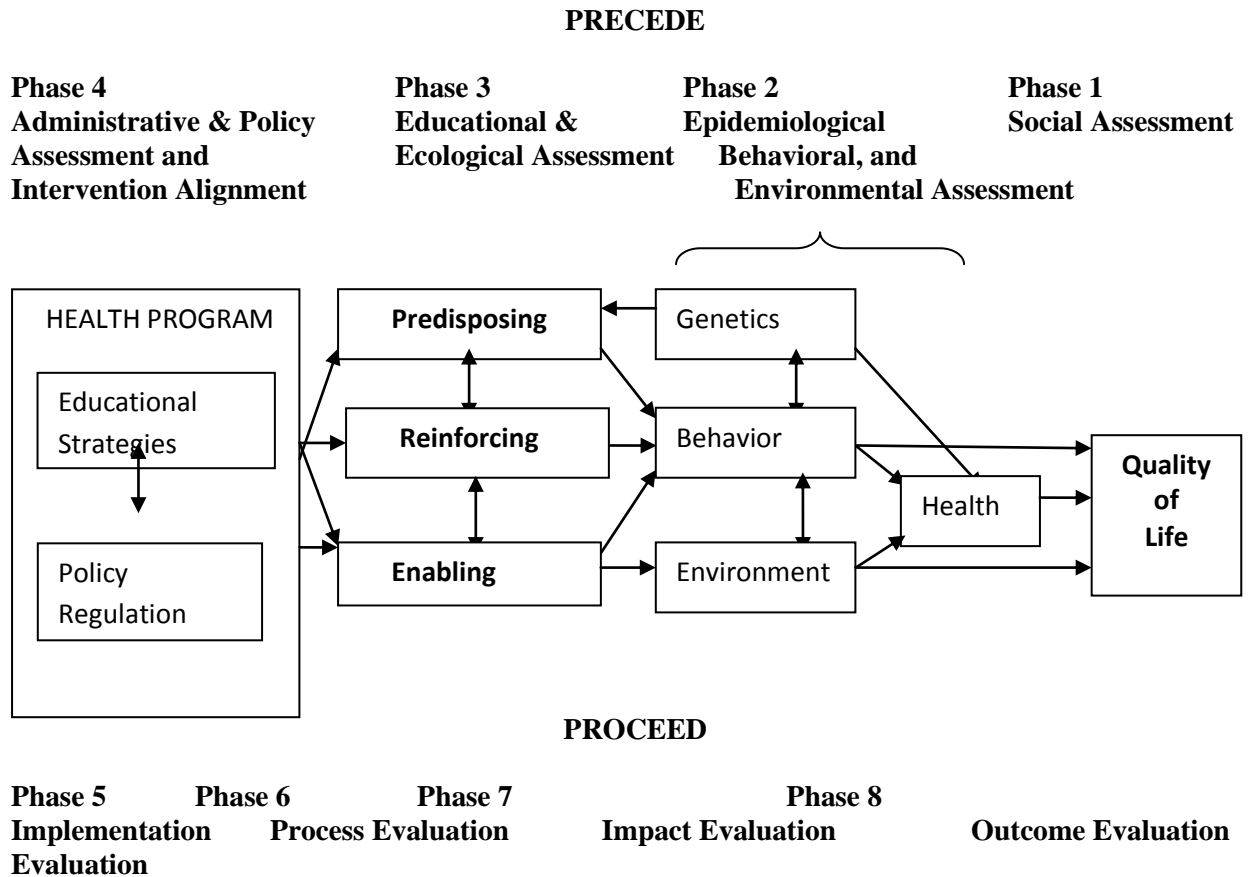 PRECEDE
Phase 4 Phase 3 Phase 2 Phase 1
Administrative & Policy Educational & Epidemiological Social Assessment
Assessment and Ecological Assessment Behavioral, and
Intervention Alignment Environmental Assessment
HEALTH PROGRAM
Educational
Strategies
Policy
Regulation
Predisposing
Reinforcing
Enabling
Genetics
Behavior
Environment
Health
Quality
of
Life
PROCEED
Phase 5 Phase 6 Phase 7 Phase 8
Implementation Process Evaluation Impact Evaluation Outcome Evaluation
Evaluation